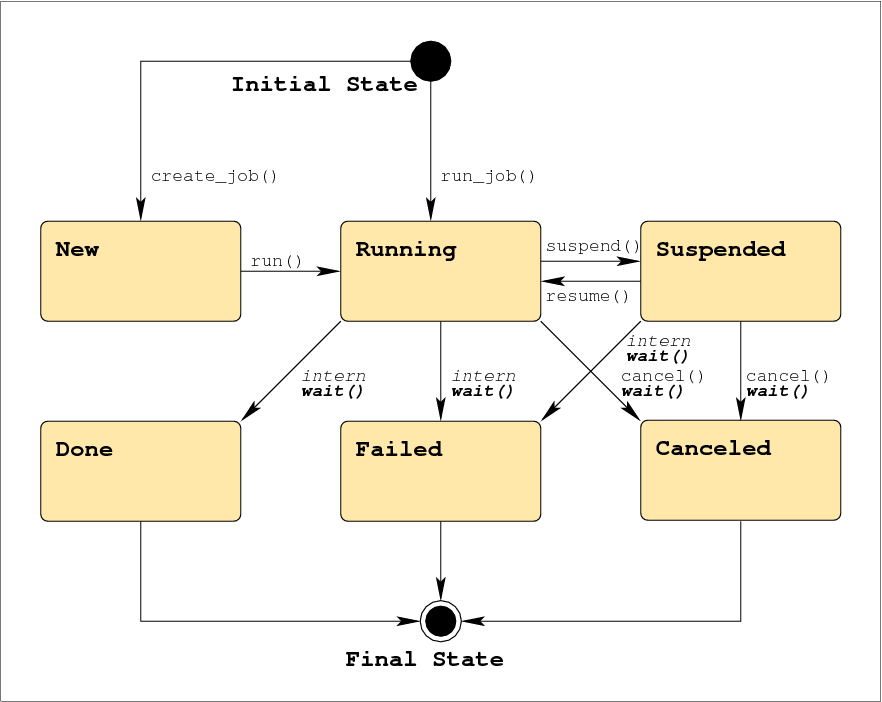 Initial State
create_job()
run_job()
New
run()
Running
suspend()
resume()
Suspended
intern
wait()
intern
wait()
intern
wait()
cancel()
wait()
cancel()
wait()
Done
Failed
Canceled
Final State